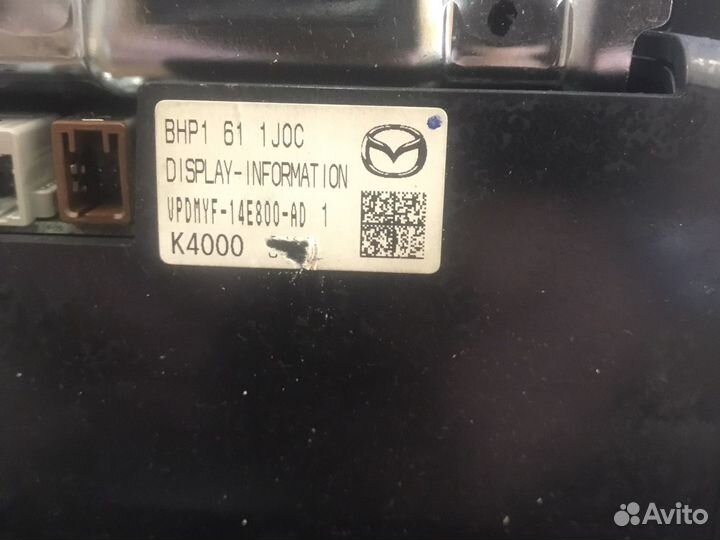 BHP1 61 1J0C
DISPLAY-INFORMATION
VPDMYF-14E800-AD 1
K4000
Avito